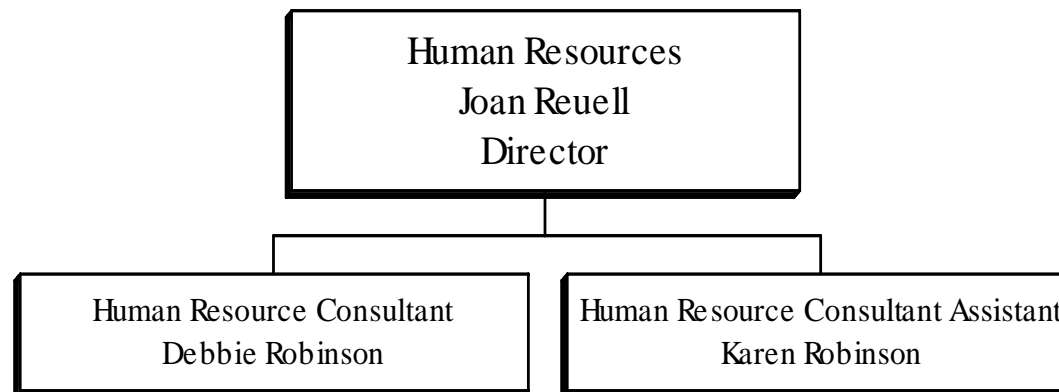 Human Resources
Joan Reuell
Director
Human Resource Consultant
Debbie Robinson
Human Resource Consultant Assistant
Karen Robinson